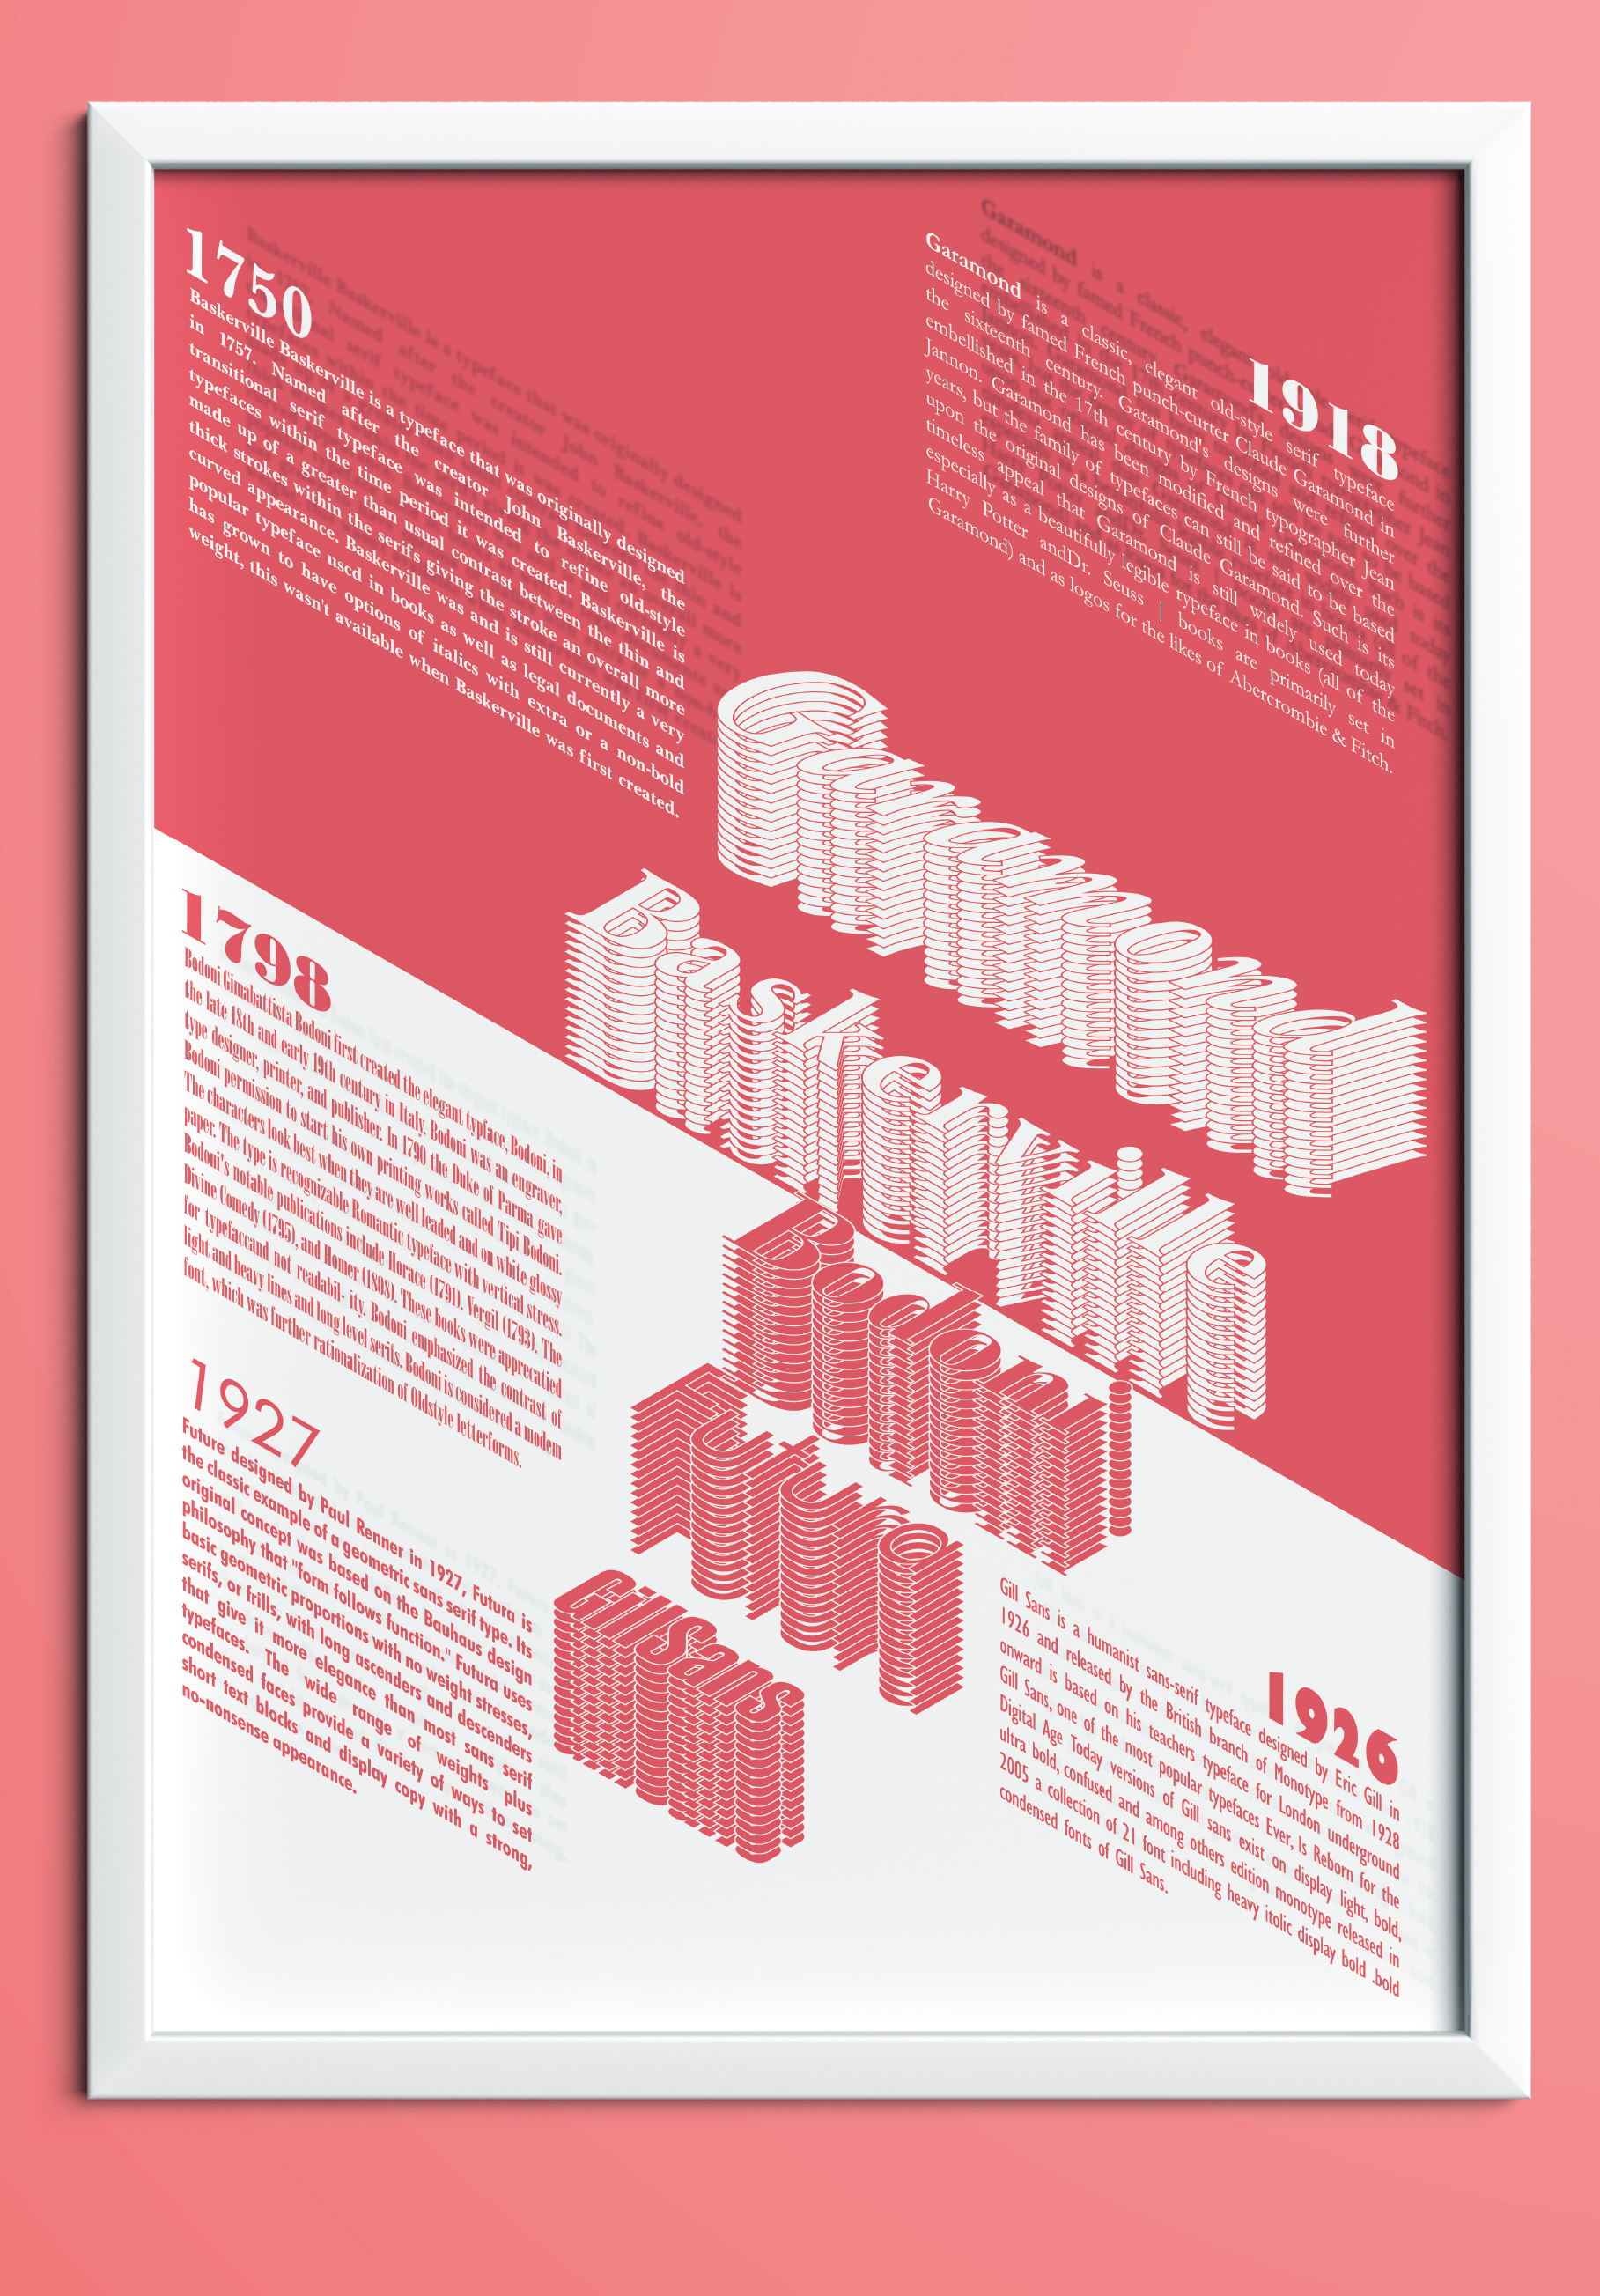 1750
Baskerville Baskerville is a typeface that was originally designed
in 1757. Named after the creator John Baskerville, the
transitional serif typeface was intended to refine old-style
typefaces within the time period it was created. Baskerville is
made up of a greater than usual contrast between the thin and
thick strokes within the serifs giving the stroke an overall more
curved appearance. Baskerville was and is still currently a very
popular typeface used in books as well as legal documents and
has grown to have options of italics with extra or a non-bold
weight, this wasn't available when Baskerville was first created.
1918
Garamond is a classic, elegant old-style serif typeface
designed by famed French punch-curter Claude Garamond in
the sixteenth century. Garamond's designs were further
embellished in the 17th century by French typographer Jean
Jannon. Garamond has been modified and refined over the
years, but the family of typefaces can still be said to be based
upon the original designs of Claude Garamond. Such is its
timeless appeal that Garamond is still widely used today
especially as a beautifully legible typeface in books (all of the
Harry Potter andDr. Seuss | books are primarily set in
Garamond) and as logos for the likes of Abercrombie & Fitch.
Garamond
Baskerville
1798
Bodoni Gimabattista Bodoni first created the elegant typface, Bodoni, in
the late 18th and early 19th century in Italy. Bodoni was an engraver,
type designer, printer, and publisher. In 1790 the Duke of Parma gave
Bodoni permission to start his own printing works called Tipi Bodoni.
The characters look best when they are well leaded and on white glossy
paper. The type is recognizable Romantic typeface with vertical stress.
Bodoni's notable publications include Horace (1791), Vergil (1793), The
Divine Comedy (1795), and Homer (1808). These books were apprecatied
for typefaccand not readabil- ity. Bodoni emphasized the contrast of
light and heavy lines and long level serifs. Bodoni is considered a modem
font, which was further rationalization of Oldstyle letterforms.
Bodoni
Futura
Gill Sans
1927
Future designed by Paul Renner in 1927, Futura is
the classic example of a geometric sans serif type. Its
original concept was based on the Bauhaus design
philosophy that "form follows function." Futura uses
basic geometric proportions with no weight stresses,
serifs, or frills, with long ascenders and descenders
that give it more elegance than most sans serif
typefaces. The wide range of weights plus
condensed faces provide a variety of ways to set
short text blocks and display copy with a strong,
no-nonsense appearance.
1926
Gill Sans is a humanist sans-serif typeface designed by Eric Gill in
1926 and released by the British branch of Monotype from 1928
onward is based on his teachers typeface for London underground
Gill Sans, one of the most popular typefaces Ever, Is Reborn for the
Digital Age Today versions of Gill sans exist on display light, bold,
ultra bold, confused and among others edition monotype released in
2005 a collection of 21 font including heavy itolic display bold .bold
condensed fonts of Gill Sans.